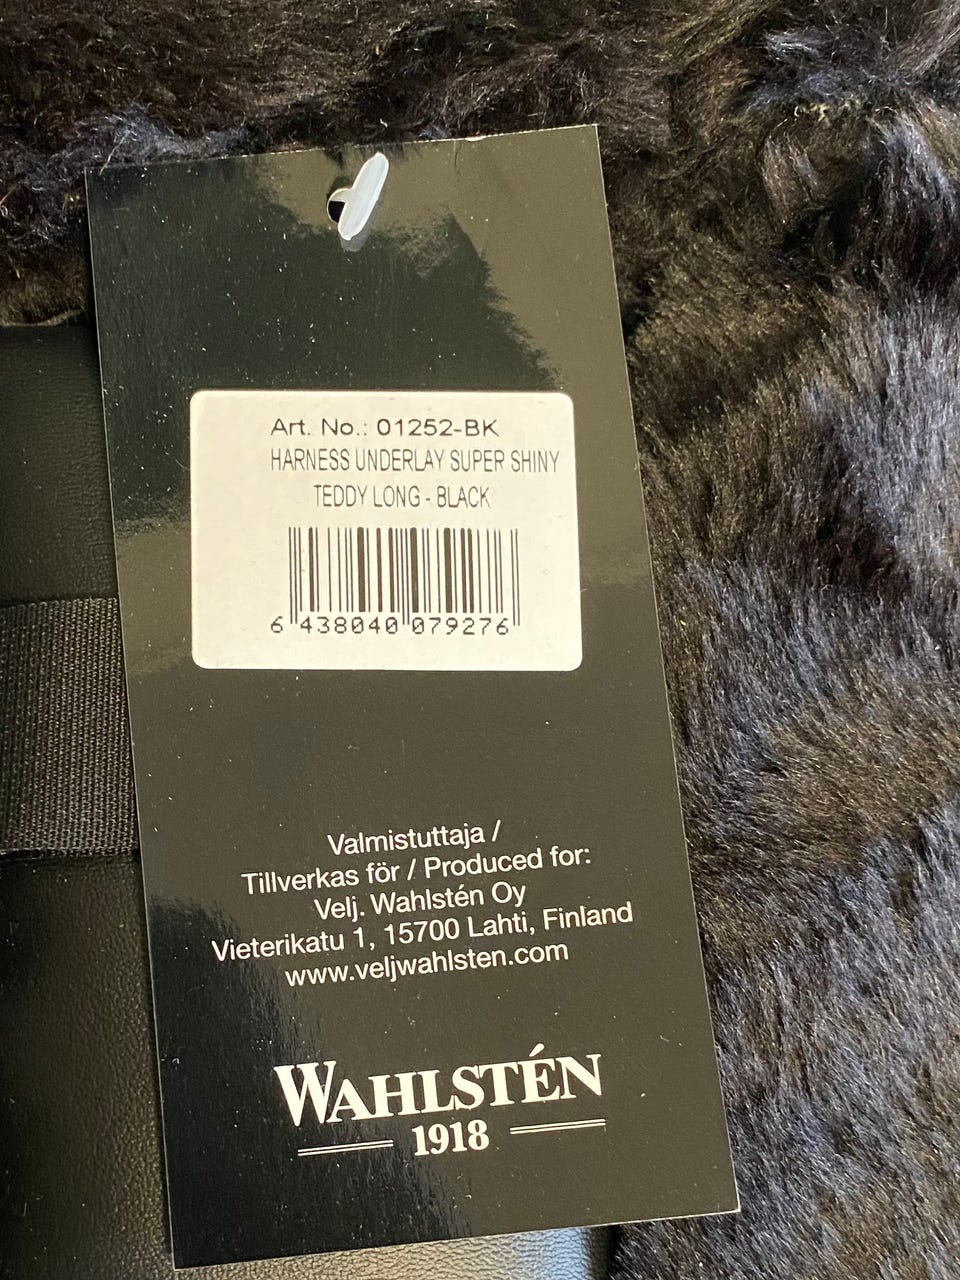 Art. No.: 01252-BK
HARNESS UNDERLAY SUPER SHINY
TEDDY LONG - BLACK
6 438040 079276
Valmistuttaja /
Tillverkas för / Produced for:
Velj. Wahlstén Oy
Vieterikatu 1, 15700 Lahti, Finland
www.veljwahlsten.com
WAHLSTÉN
1918